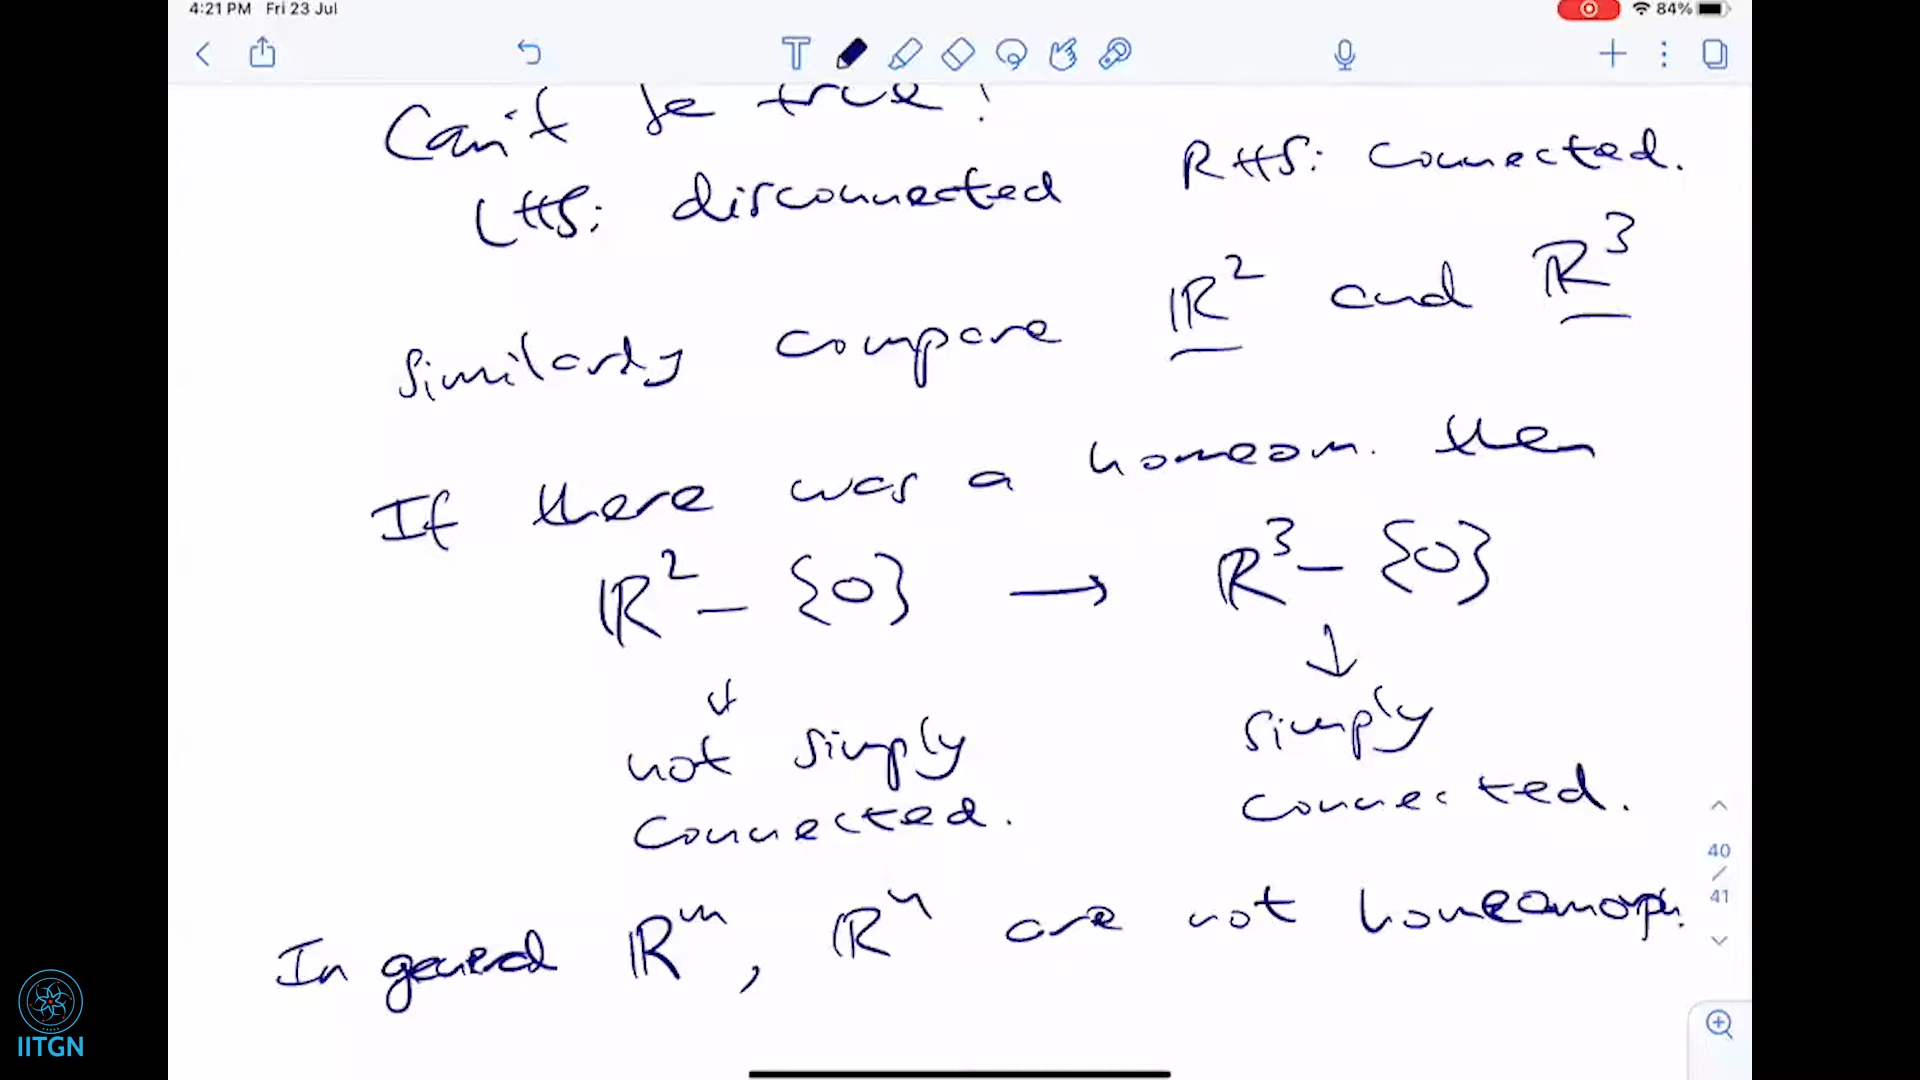 4:21 PM Fri 23 Jul
84%
Can't be true!
LHS: disconnected RHS: connected.
Similarly compare ℝ² and ℝ³
If there was a homeom. then
ℝ² – {0} → ℝ³ – {0}
↓ ↓
not simply connected. simply connected.
In general ℝᵐ, ℝⁿ are not homeomorph.
40
/
41
IITGN